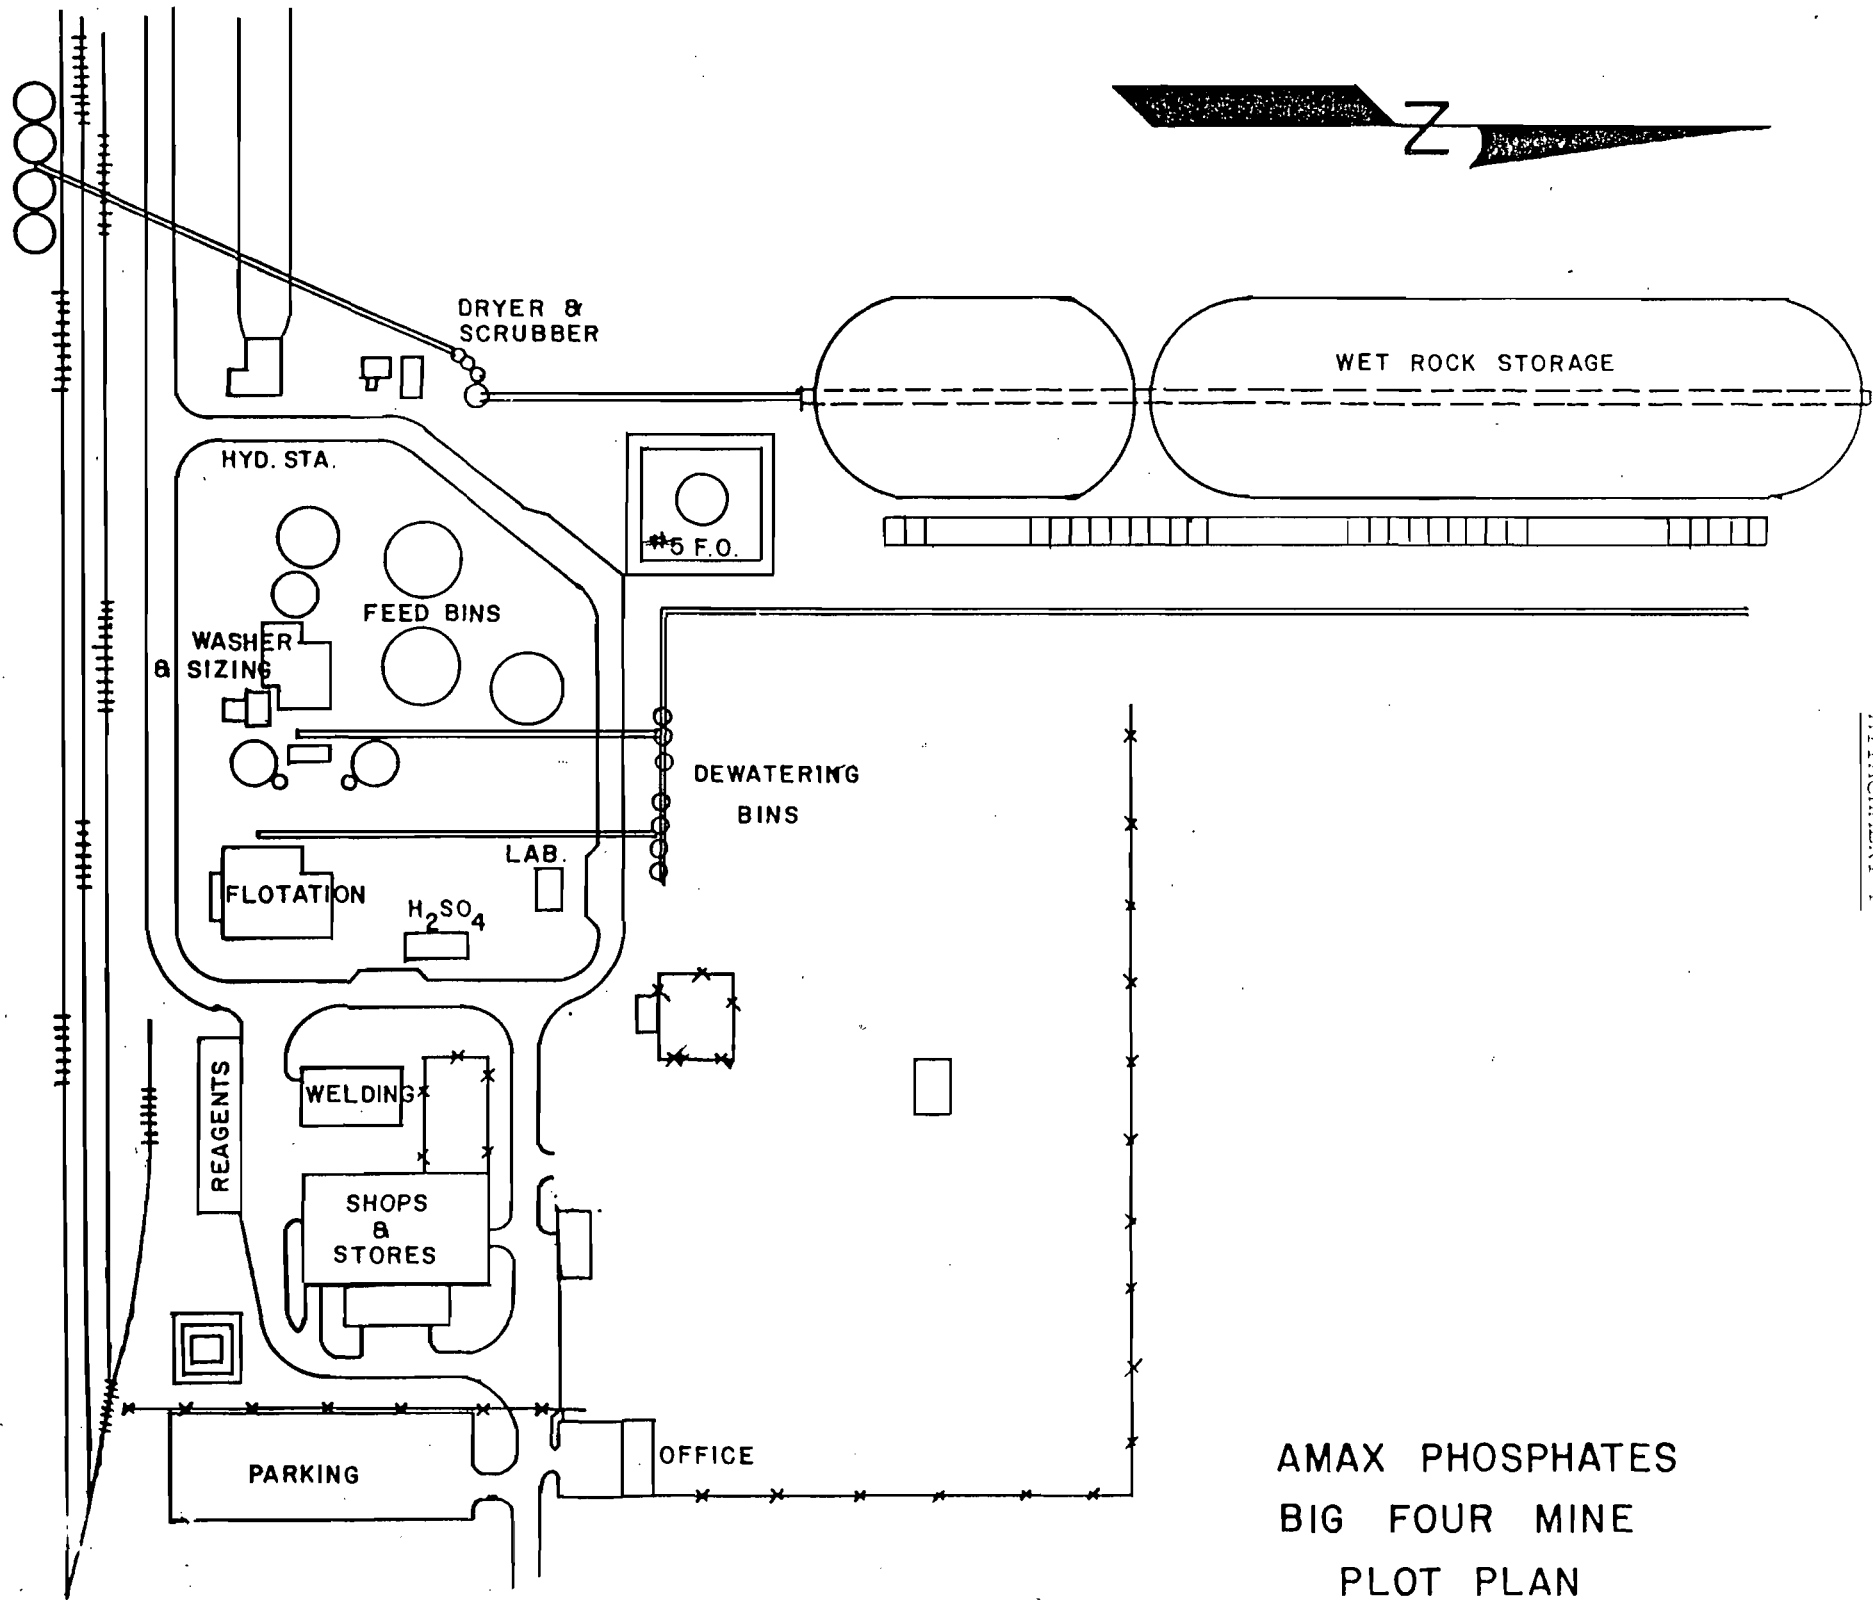 Z
DRYER &
SCRUBBER
WET ROCK STORAGE
HYD. STA.
#5 F.O.
FEED BINS
WASHER
& SIZING
DEWATERING
BINS
LAB.
FLOTATION
H2SO4
REAGENTS
WELDING
SHOPS
&
STORES
OFFICE
PARKING
AMAX PHOSPHATES
BIG FOUR MINE
PLOT PLAN